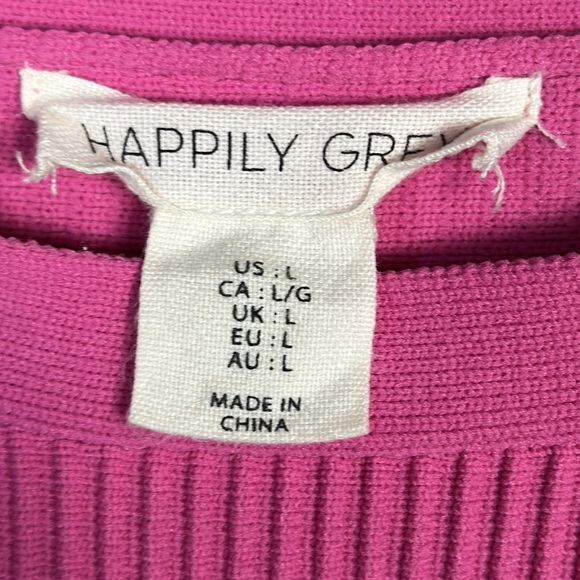 HAPPILY GREY
US : L
CA : L/G
UK : L
EU : L
AU : L
MADE IN
CHINA